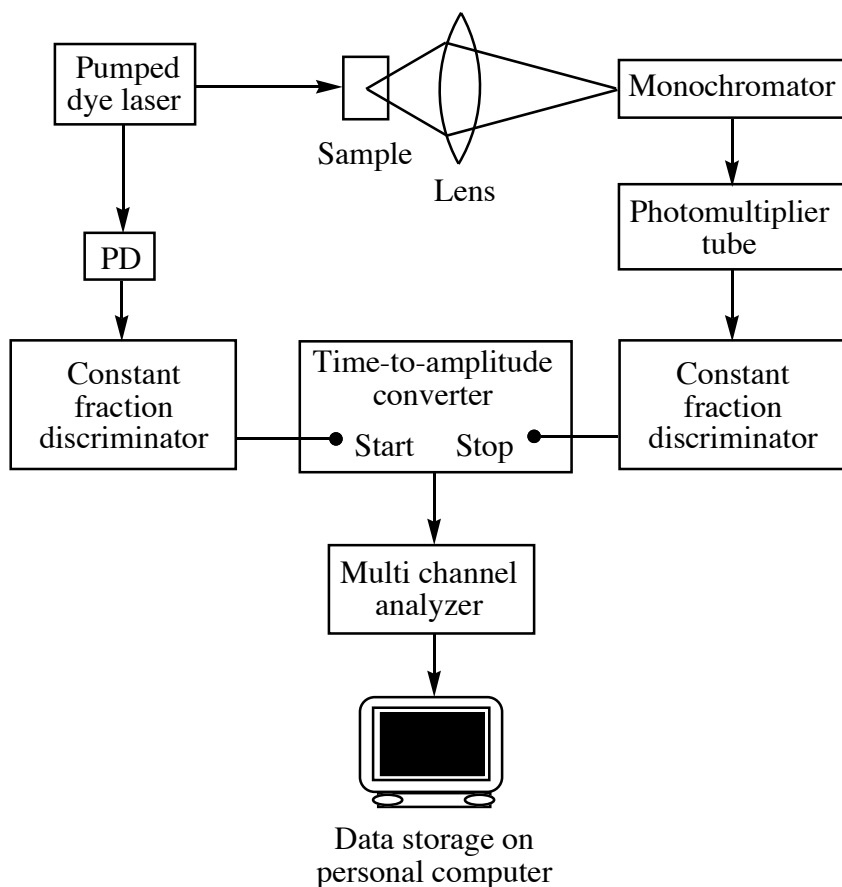 Pumped
dye laser
Sample
Lens
Monochromator
Photomultiplier
tube
PD
Constant
fraction
discriminator
Time-to-amplitude
converter
Start Stop
Constant
fraction
discriminator
Multi channel
analyzer
Data storage on
personal computer